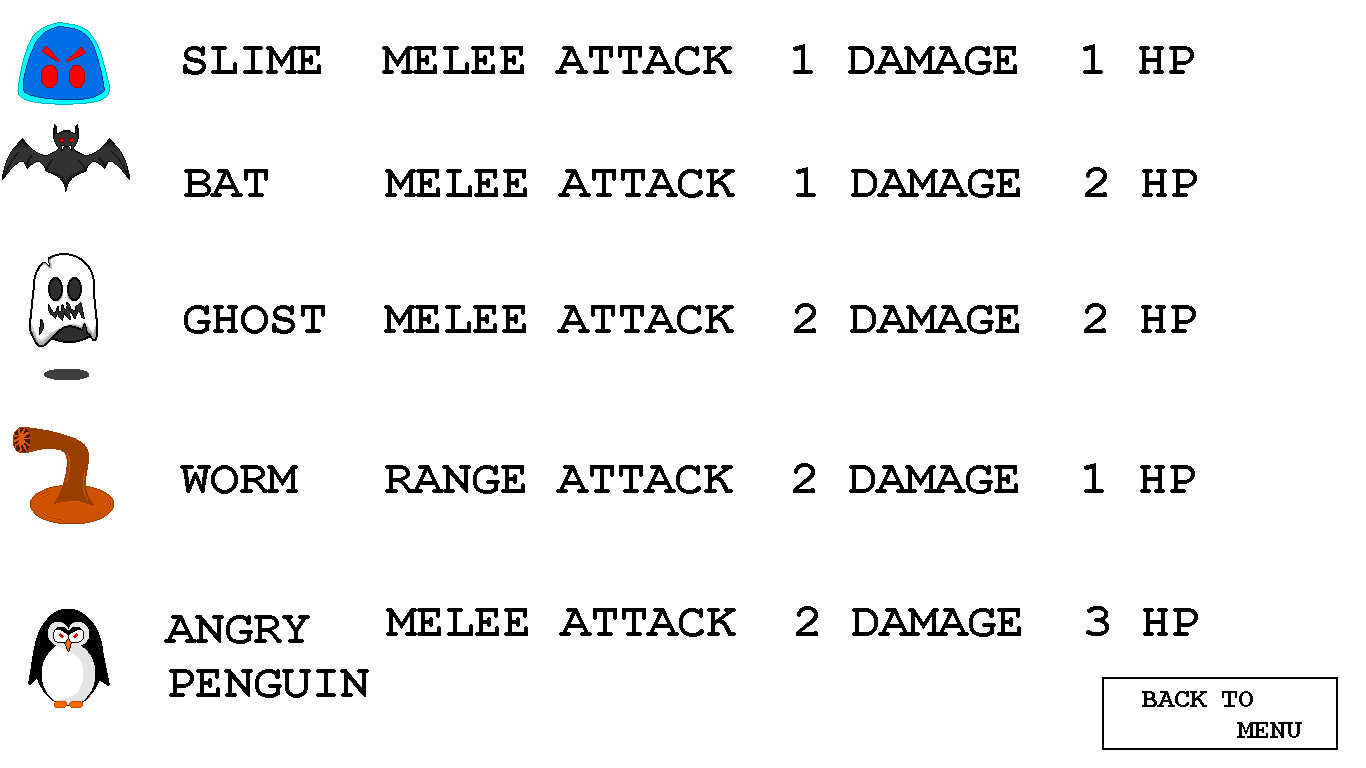 SLIME MELEE ATTACK 1 DAMAGE 1 HP
BAT MELEE ATTACK 1 DAMAGE 2 HP
GHOST MELEE ATTACK 2 DAMAGE 2 HP
WORM RANGE ATTACK 2 DAMAGE 1 HP
ANGRY MELEE ATTACK 2 DAMAGE 3 HP
PENGUIN
BACK TO
MENU